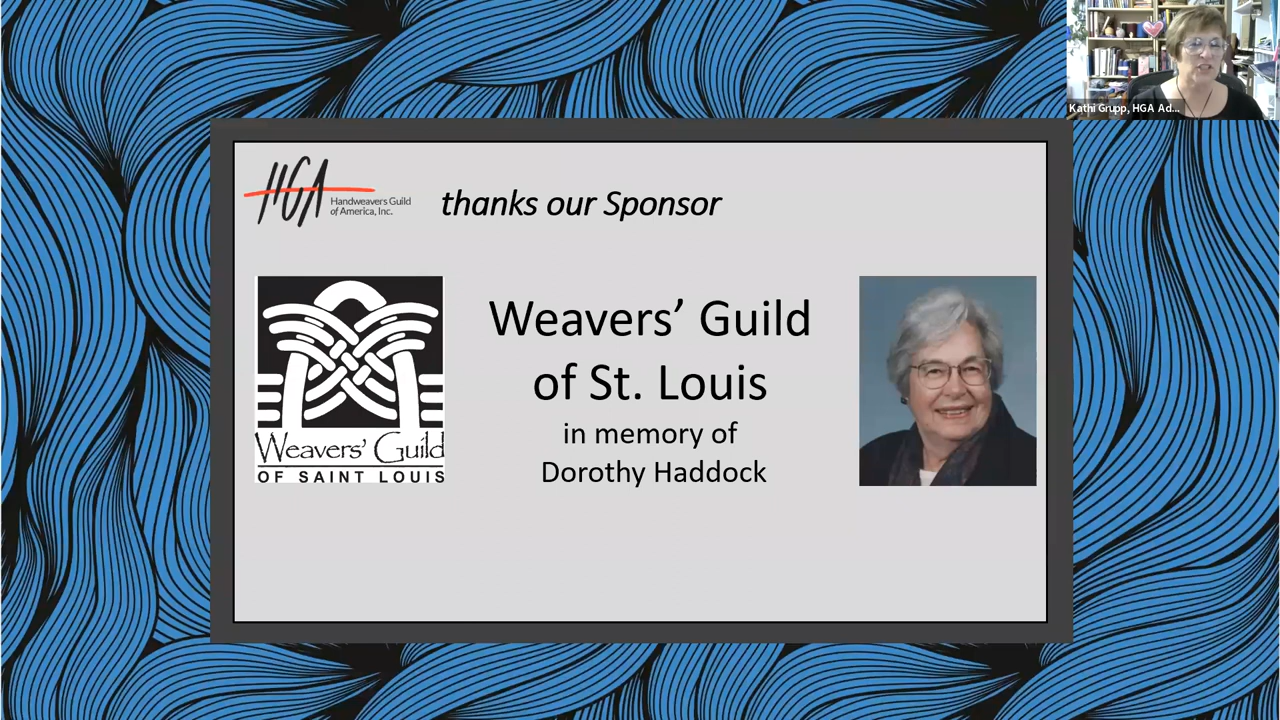 Kathi Grupp, HGA Ad...
HGA
Handweavers Guild
of America, Inc.
thanks our Sponsor
Weavers' Guild
of St. Louis
in memory of
Dorothy Haddock
Weavers' Guild
OF SAINT LOUIS